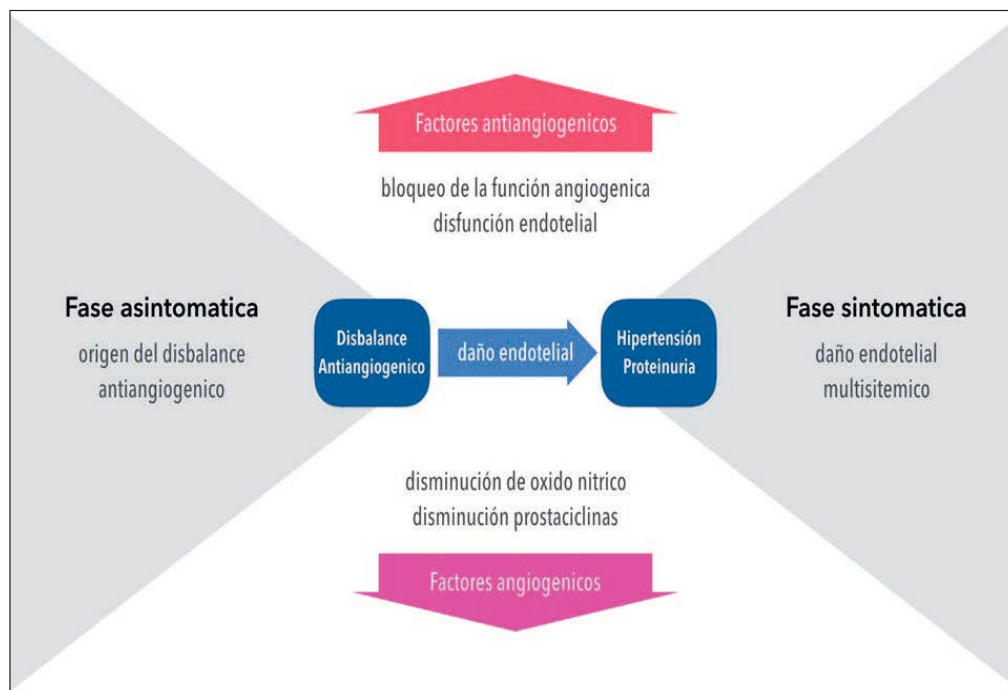 Factores antiangiogenicos
bloqueo de la función angiogenica
disfunción endotelial
Fase asintomatica
origen del disbalance
antiangiogenico
Disbalance
Antiangiogenico
daño endotelial
Hipertensión
Proteinuria
Fase sintomatica
daño endotelial
multisitemico
disminución de oxido nitrico
disminución prostaciclinas
Factores angiogenicos